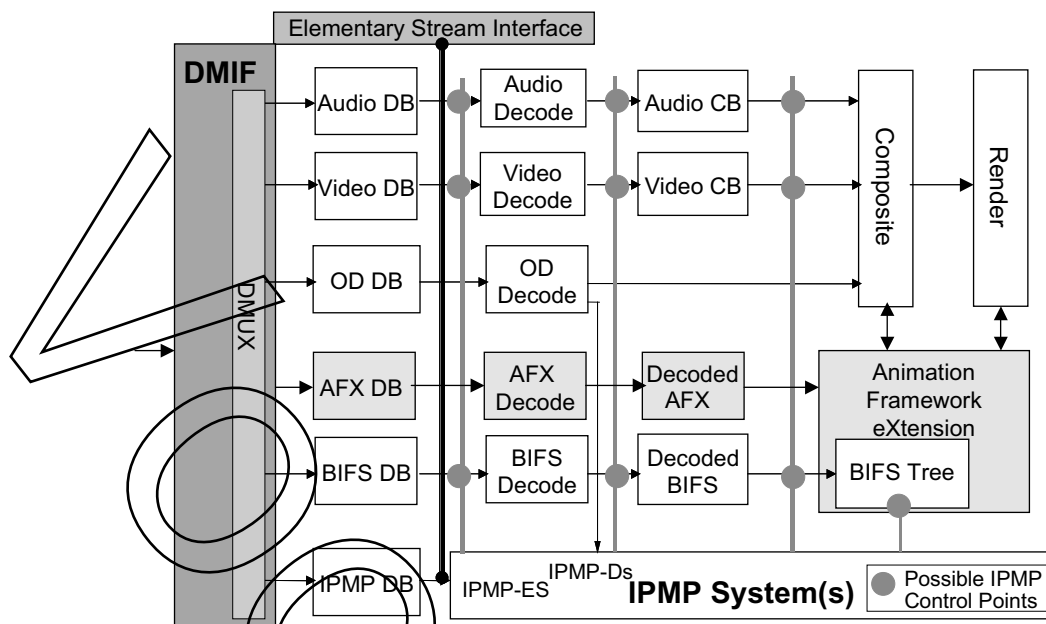 Elementary Stream Interface
DMIF
DMUX
Audio DB
Audio
Decode
Audio CB
Video DB
Video
Decode
Video CB
Composite
Render
OD DB
OD
Decode
AFX DB
AFX
Decode
Decoded
AFX
Animation
Framework
eXtension
BIFS DB
BIFS
Decode
Decoded
BIFS
BIFS Tree
IPMP DB
IPMP-ES
IPMP-Ds
IPMP System(s)
Possible IPMP
Control Points